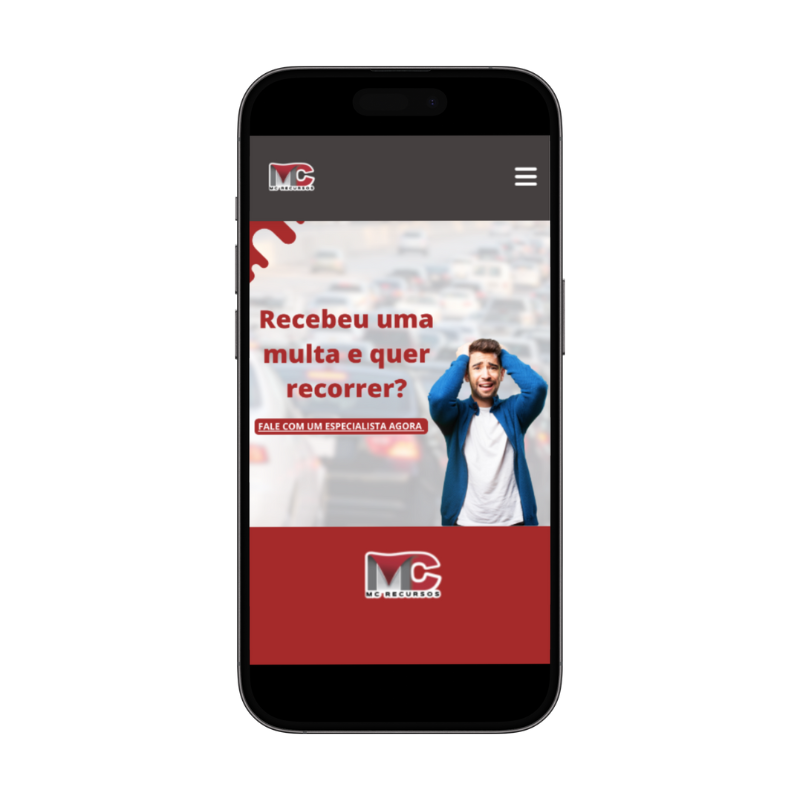 MC
MC RECURSOS
Recebeu uma
multa e quer
recorrer?
FALE COM UM ESPECIALISTA AGORA
MC
MC RECURSOS